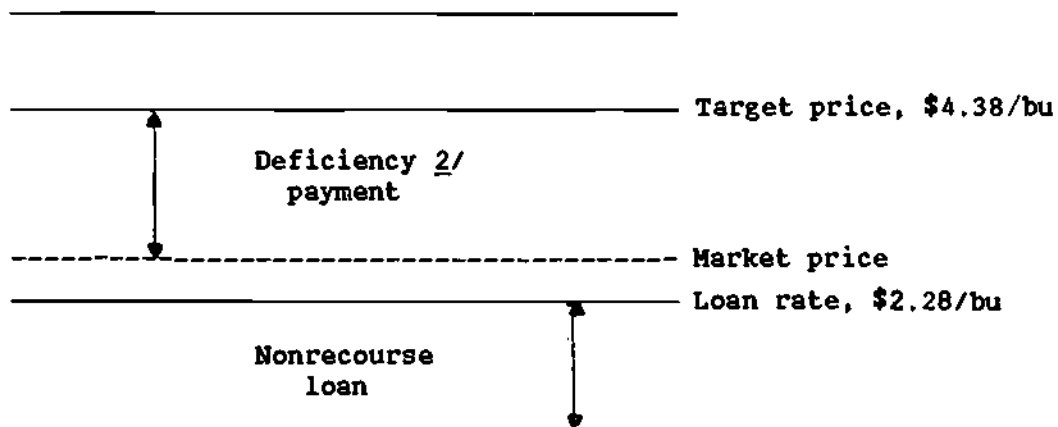 Target price, $4.38/bu
Deficiency 2/
payment
Market price
Loan rate, $2.28/bu
Nonrecourse
loan